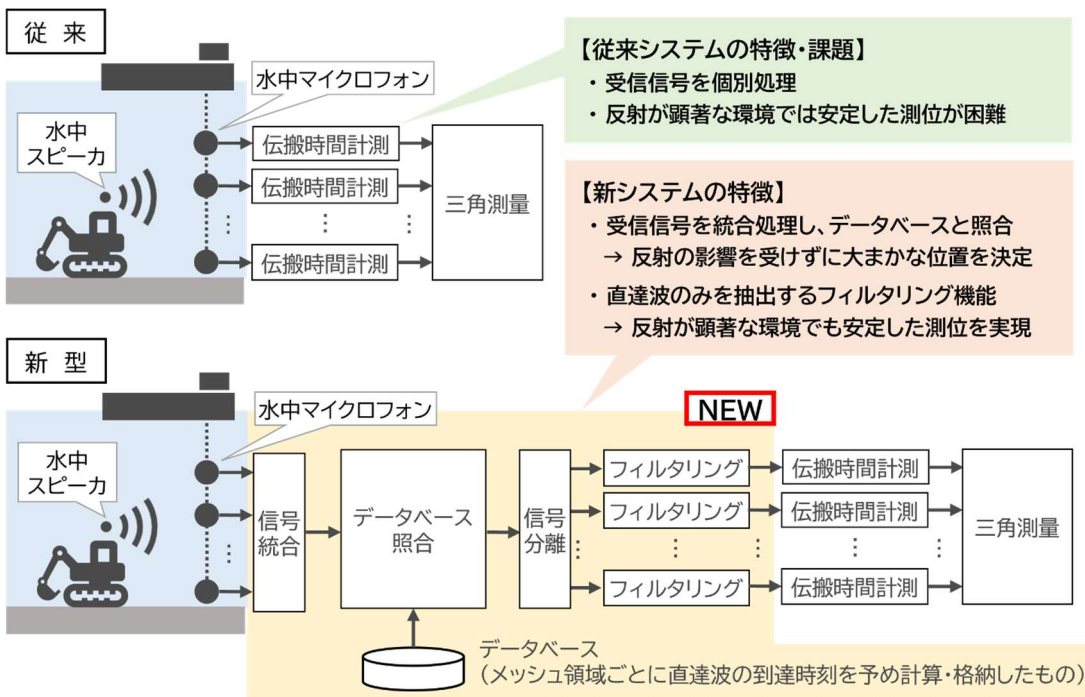 従 来
水中マイクロフォン
水中
スピーカ
伝搬時間計測
伝搬時間計測
伝搬時間計測
三角測量
【従来システムの特徴・課題】
・ 受信信号を個別処理
・ 反射が顕著な環境では安定した測位が困難
【新システムの特徴】
・ 受信信号を統合処理し、データベースと照合
→ 反射の影響を受けずに大まかな位置を決定
・ 直達波のみを抽出するフィルタリング機能
→ 反射が顕著な環境でも安定した測位を実現
新 型
水中マイクロフォン
NEW
水中
スピーカ
信号
統合
データベース
照合
信号
分離
フィルタリング
フィルタリング
フィルタリング
伝搬時間計測
伝搬時間計測
伝搬時間計測
三角測量
データベース
(メッシュ領域ごとに直達波の到達時刻を予め計算・格納したもの)